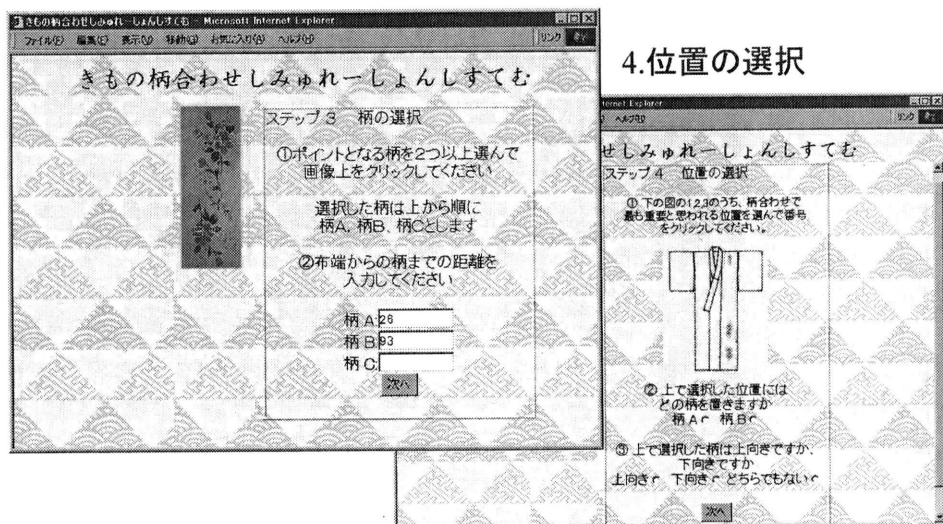 きもの柄合わせしみゅれーしょんしすてむ - Microsoft Internet Explorer
ファイル(F) 編集(E) 表示(V) 移動(G) お気に入り(A) ヘルプ(H)
リンク
きもの柄合わせしみゅれーしょんしすてむ
ステップ3 柄の選択
①ポイントとなる柄を2つ以上選んで
画像上をクリックしてください
選択した柄は上から順に
柄A、柄B、柄Cとします
②布端からの柄までの距離を
入力してください
柄 A:26
柄 B:93
柄 C:
次へ
4.位置の選択
ternet Explorer
ヘルプ(H)
リンク
せしみゅれーしょんしすてむ
ステップ4 位置の選択
① 下の図の1,2,3のうち、柄合わせで
最も重要と思われる位置を選んで番号
をクリックしてください。
② 上で選択した位置には
どの柄を置きますか
柄A 柄B
③ 上で選択した柄は上向きですか、
下向きですか
上向き 下向き どちらでもない
次へ